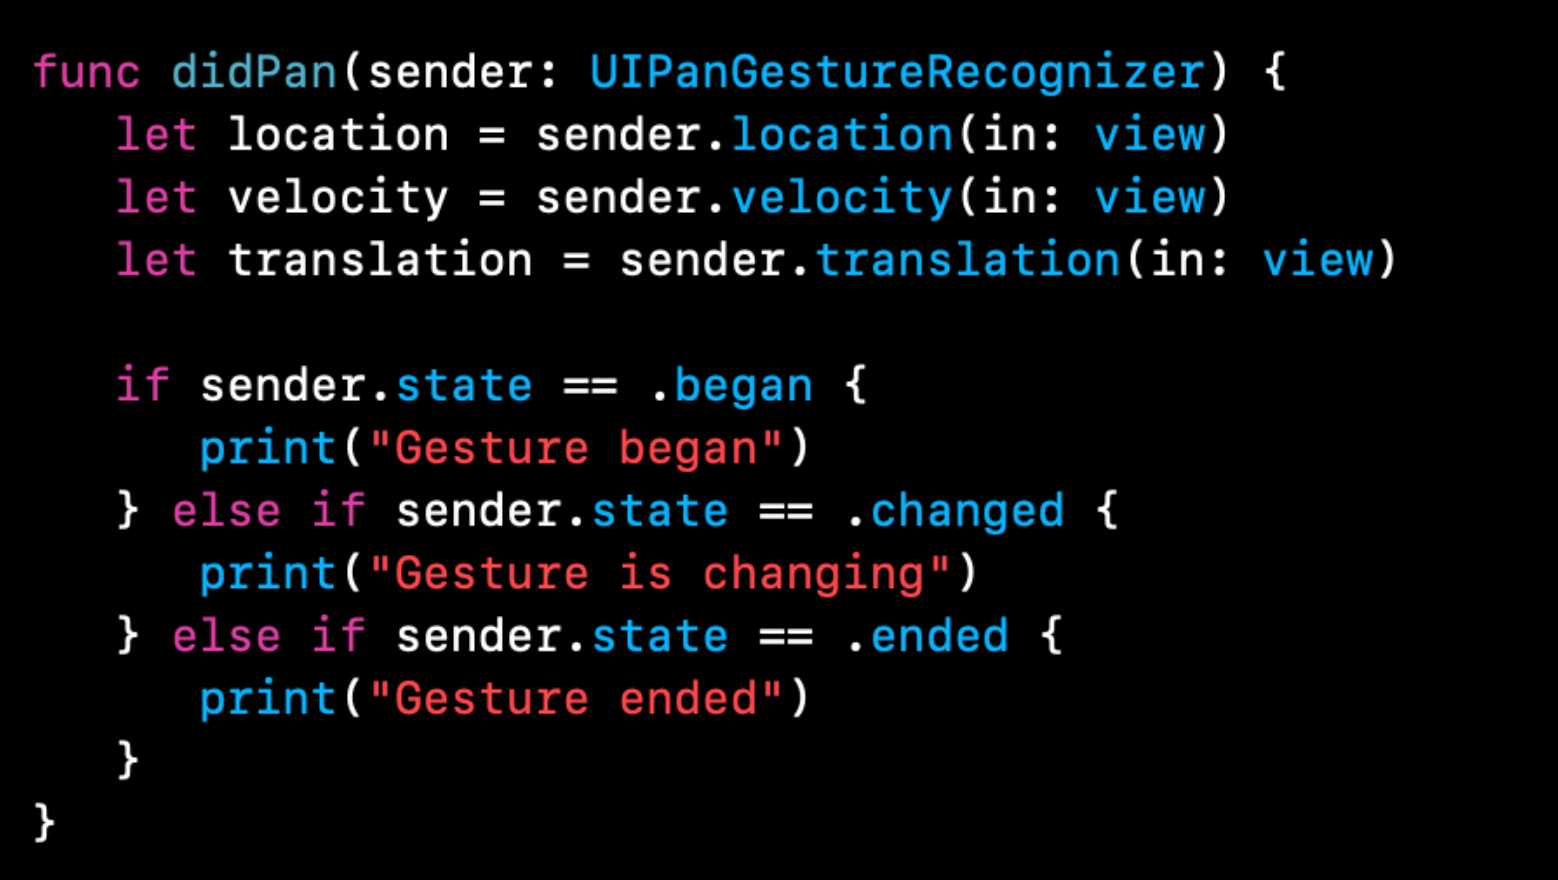 func didPan(sender: UIPanGestureRecognizer) {
   let location = sender.location(in: view)
   let velocity = sender.velocity(in: view)
   let translation = sender.translation(in: view)

   if sender.state == .began {
      print("Gesture began")
   } else if sender.state == .changed {
      print("Gesture is changing")
   } else if sender.state == .ended {
      print("Gesture ended")
   }
}